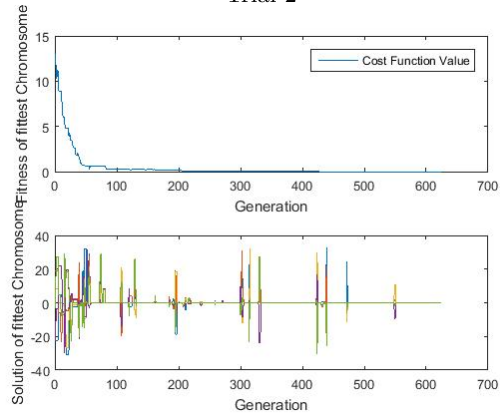 Trial 2
Fitness of fittest Chromosome
15
10
5
0
Cost Function Value
0 100 200 300 400 500 600 700
Generation
Solution of fittest Chromosome
40
20
0
-20
-40
0 100 200 300 400 500 600 700
Generation